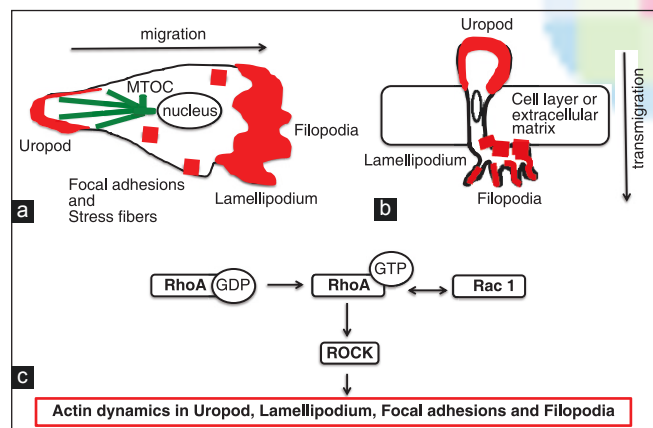 migration
MTOC
nucleus
Uropod
Filopodia
Focal adhesions
and
Stress fibers
Lamellipodium
a
Uropod
Cell layer or
extracellular
matrix
Lamellipodium
Filopodia
transmigration
b
RhoA GDP
RhoA GTP
Rac 1
ROCK
c
Actin dynamics in Uropod, Lamellipodium, Focal adhesions and Filopodia